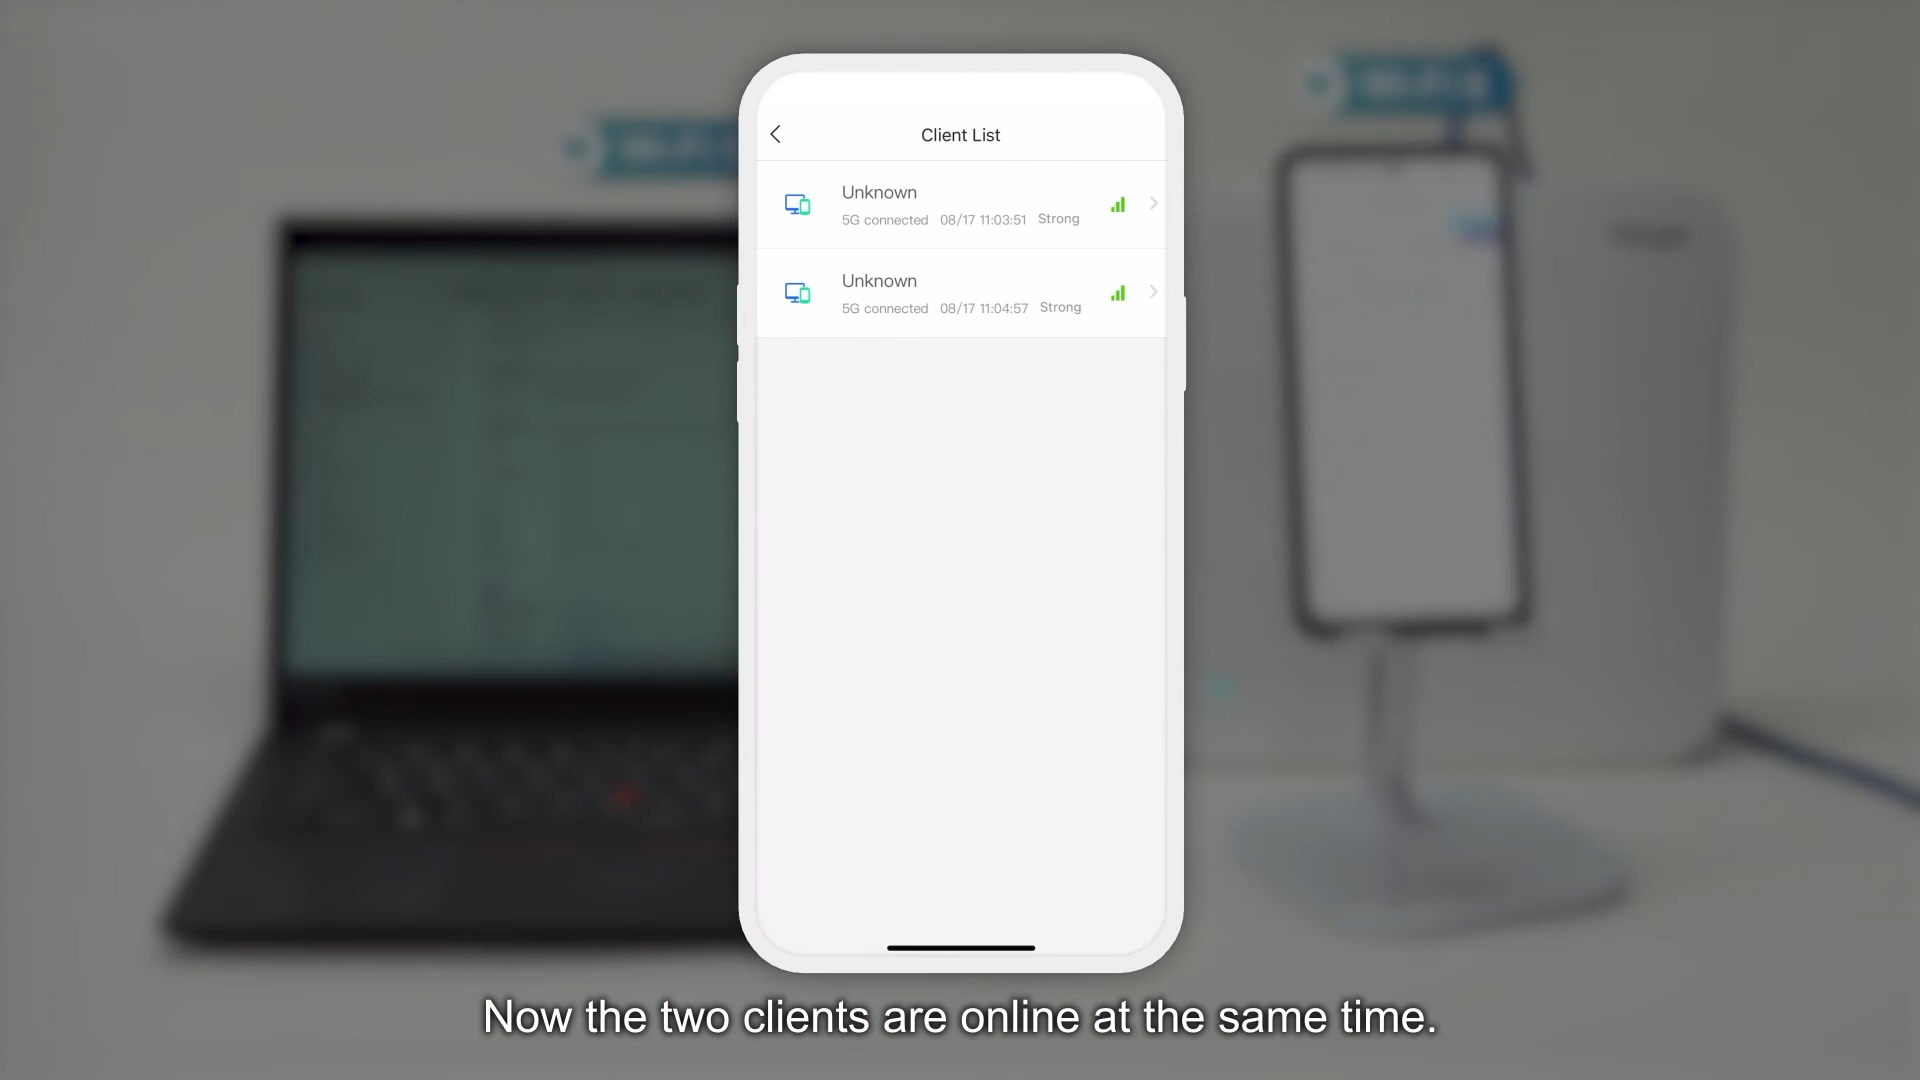 Client List
Unknown
5G connected 08/17 11:03:51 Strong
Unknown
5G connected 08/17 11:04:57 Strong
Now the two clients are online at the same time.